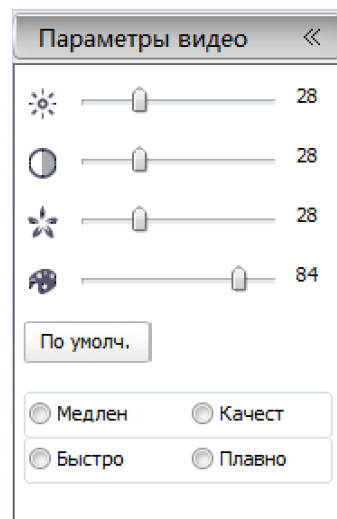 Параметры видео
28
28
28
84
По умолч.
Медлен Качест
Быстро Плавно